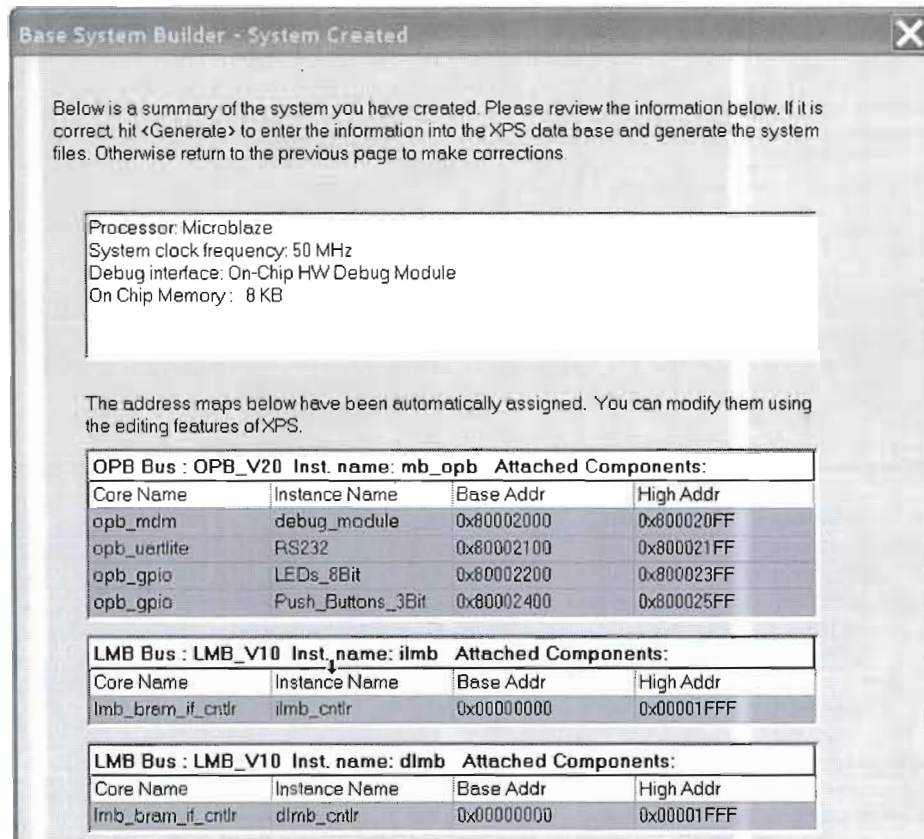 Base System Builder - System Created
Below is a summary of the system you have created. Please review the information below. If it is
correct, hit <Generate> to enter the information into the XPS data base and generate the system
files. Otherwise return to the previous page to make corrections.
Processor: Microblaze
System clock frequency: 50 MHz
Debug interface: On-Chip HW Debug Module
On Chip Memory : 8 KB
The address maps below have been automatically assigned. You can modify them using
the editing features of XPS.
OPB Bus : OPB_V20 Inst. name: mb_opb Attached Components:
Core Name Instance Name Base Addr High Addr
opb_mdm debug_module 0x80002000 0x800020FF
opb_uartlite RS232 0x80002100 0x800021FF
opb_gpio LEDs_8Bit 0x80002200 0x800023FF
opb_gpio Push_Buttons_3Bit 0x80002400 0x800025FF
LMB Bus : LMB_V10 Inst. name: ilmb Attached Components:
Core Name Instance Name Base Addr High Addr
lmb_bram_if_cntlr ilmb_cntlr 0x00000000 0x00001FFF
LMB Bus : LMB_V10 Inst. name: dlmb Attached Components:
Core Name Instance Name Base Addr High Addr
lmb_bram_if_cntlr dlmb_cntlr 0x00000000 0x00001FFF